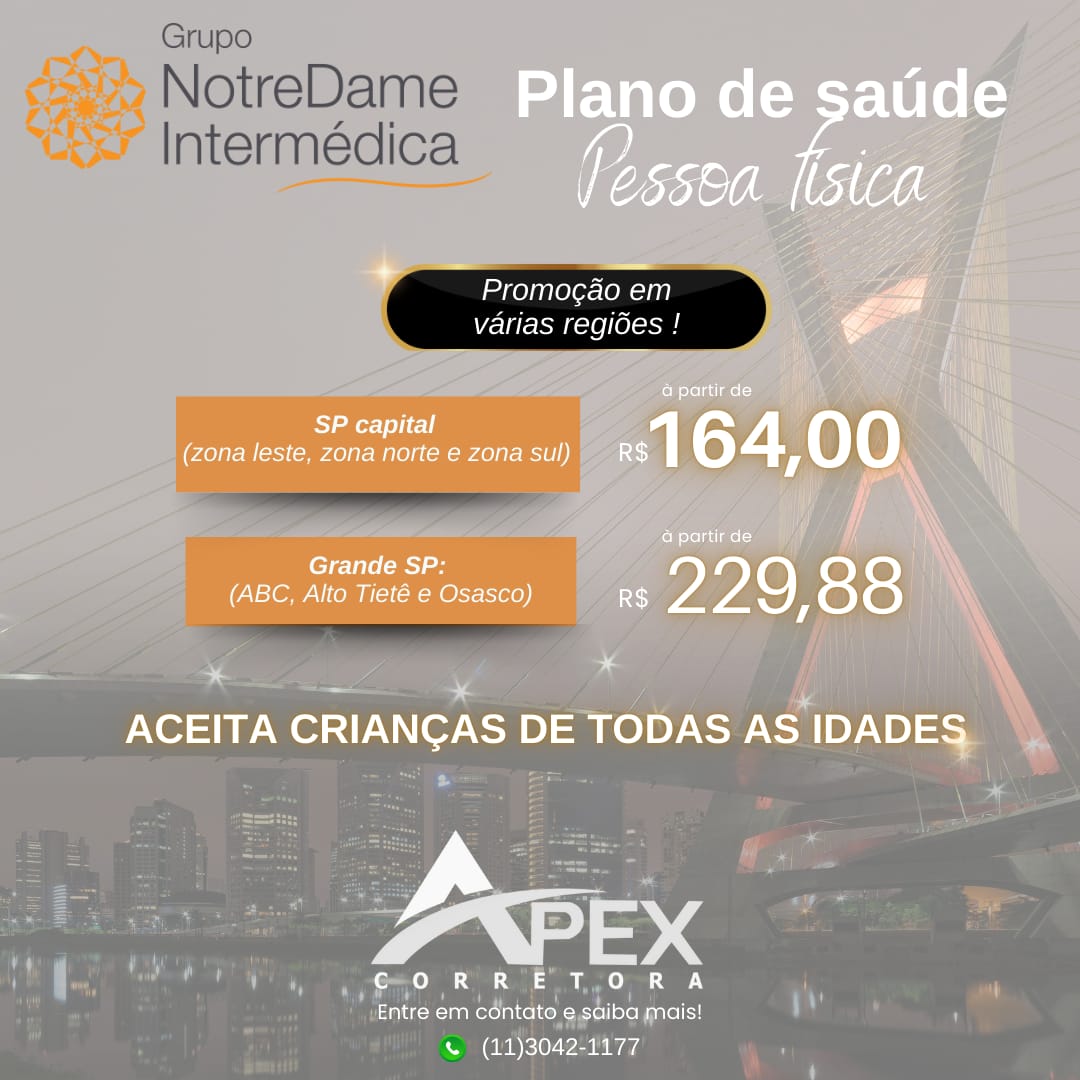 Grupo
NotreDame
Intermédica
Plano de saúde
Pessoa física
Promoção em
várias regiões !
SP capital
(zona leste, zona norte e zona sul)
à partir de
R$ 164,00
Grande SP:
(ABC, Alto Tietê e Osasco)
à partir de
R$ 229,88
ACEITA CRIANÇAS DE TODAS AS IDADES
APEX
CORRETORA
Entre em contato e saiba mais!
(11)3042-1177